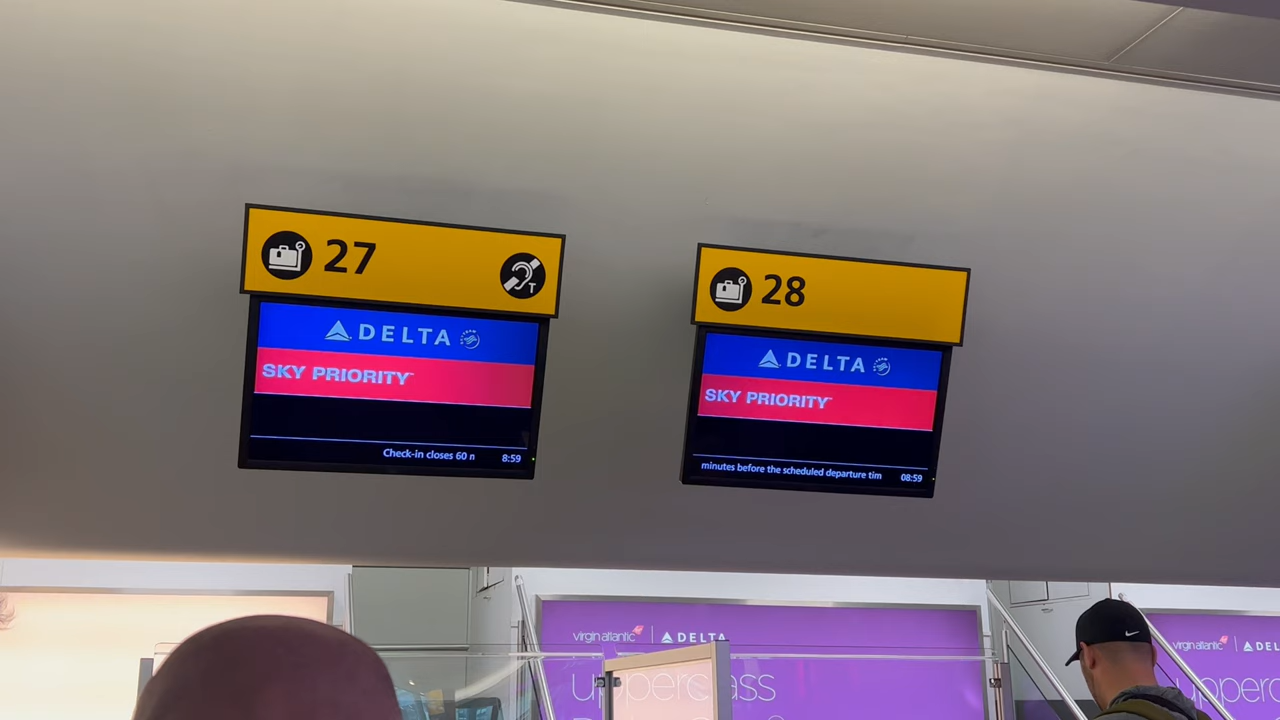 27
T
DELTA
SKY PRIORITY
Check-in closes 60
8:59
28
DELTA
SKY PRIORITY
minutes before the scheduled departure tim
08:59
virgin atlantic | DELTA
upperclass
virgin atlantic